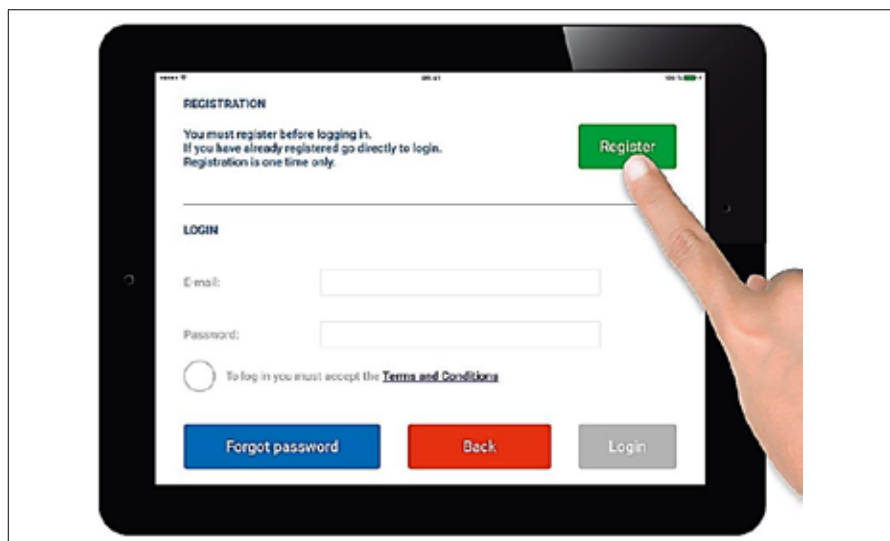 REGISTRATION
You must register before logging in.
If you have already registered go directly to login.
Registration is one time only.
Register
LOGIN
E-mail:
Password:
To log in you must accept the Terms and Conditions
Forgot password
Back
Login